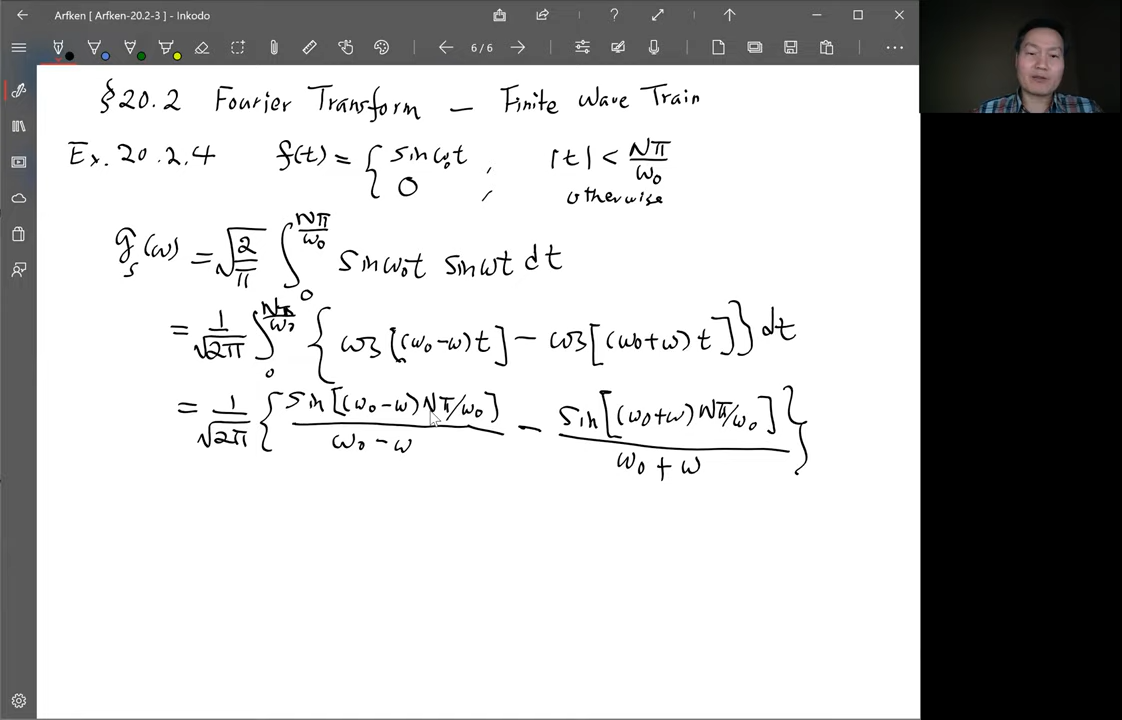 Arfken [ Arfken-20.2-3 ] - Inkodo
6/6
§20.2 Fourier Transform — Finite Wave Train
Ex. 20.2.4 f(t) = { sin ω₀t , |t| < Nπ/ω₀
0 , otherwise
g_s(ω) = √(2/π) ∫₀^{Nπ/ω₀} sin ω₀t sin ωt dt
= 1/√2π ∫₀^{Nπ/ω₀} { cos[(ω₀-ω)t] - cos[(ω₀+ω)t] } dt
= 1/√2π { sin[(ω₀-ω)Nπ/ω₀] / ω₀-ω - sin[(ω₀+ω)Nπ/ω₀] / ω₀+ω }